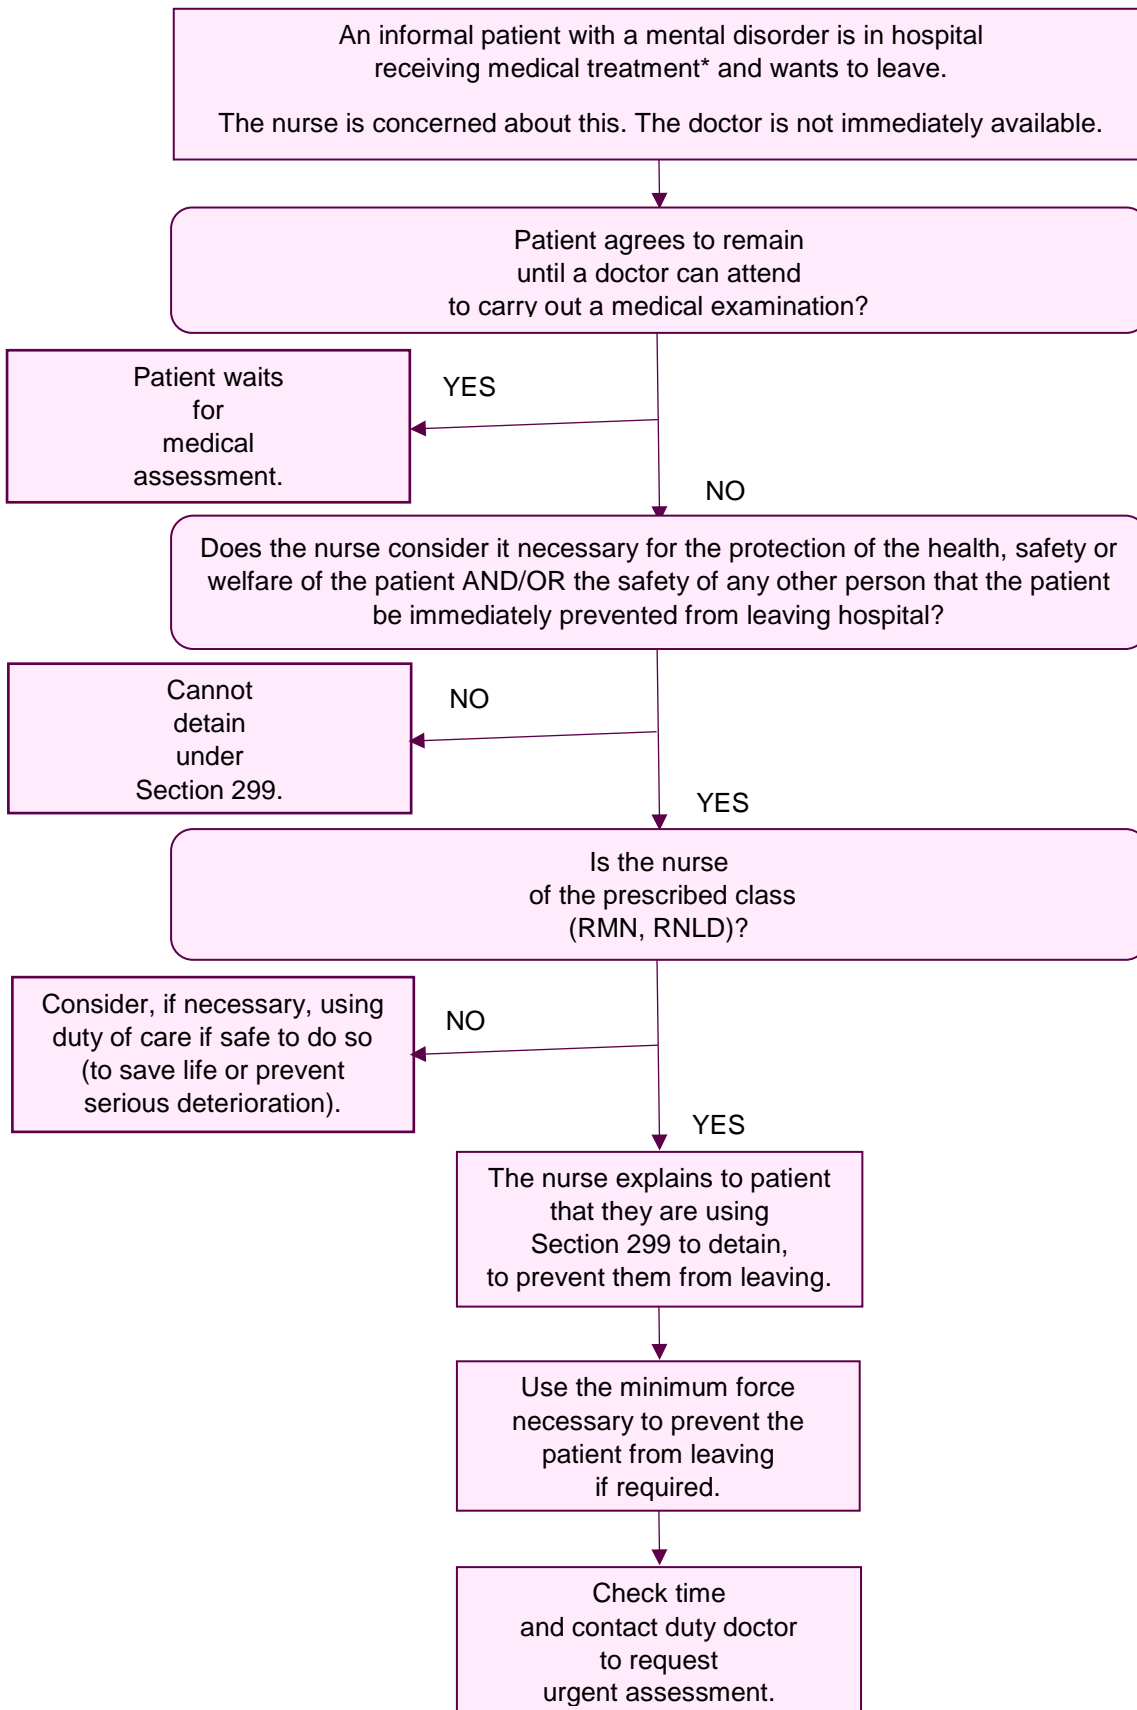 An informal patient with a mental disorder is in hospital
receiving medical treatment* and wants to leave.
The nurse is concerned about this. The doctor is not immediately available.
Patient agrees to remain
until a doctor can attend
to carry out a medical examination?
Patient waits
for
medical
assessment.
YES
NO
Does the nurse consider it necessary for the protection of the health, safety or
welfare of the patient AND/OR the safety of any other person that the patient
be immediately prevented from leaving hospital?
Cannot
detain
under
Section 299.
NO
YES
Is the nurse
of the prescribed class
(RMN, RNLD)?
Consider, if necessary, using
duty of care if safe to do so
(to save life or prevent
serious deterioration).
NO
YES
The nurse explains to patient
that they are using
Section 299 to detain,
to prevent them from leaving.
Use the minimum force
necessary to prevent the
patient from leaving
if required.
Check time
and contact duty doctor
to request
urgent assessment.